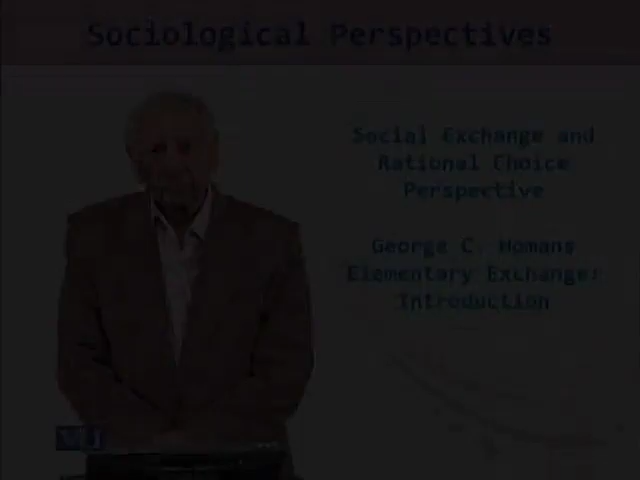 Sociological Perspectives
Social Exchange and
Rational Choice
Perspective
George C. Homans
Elementary Exchange:
Introduction